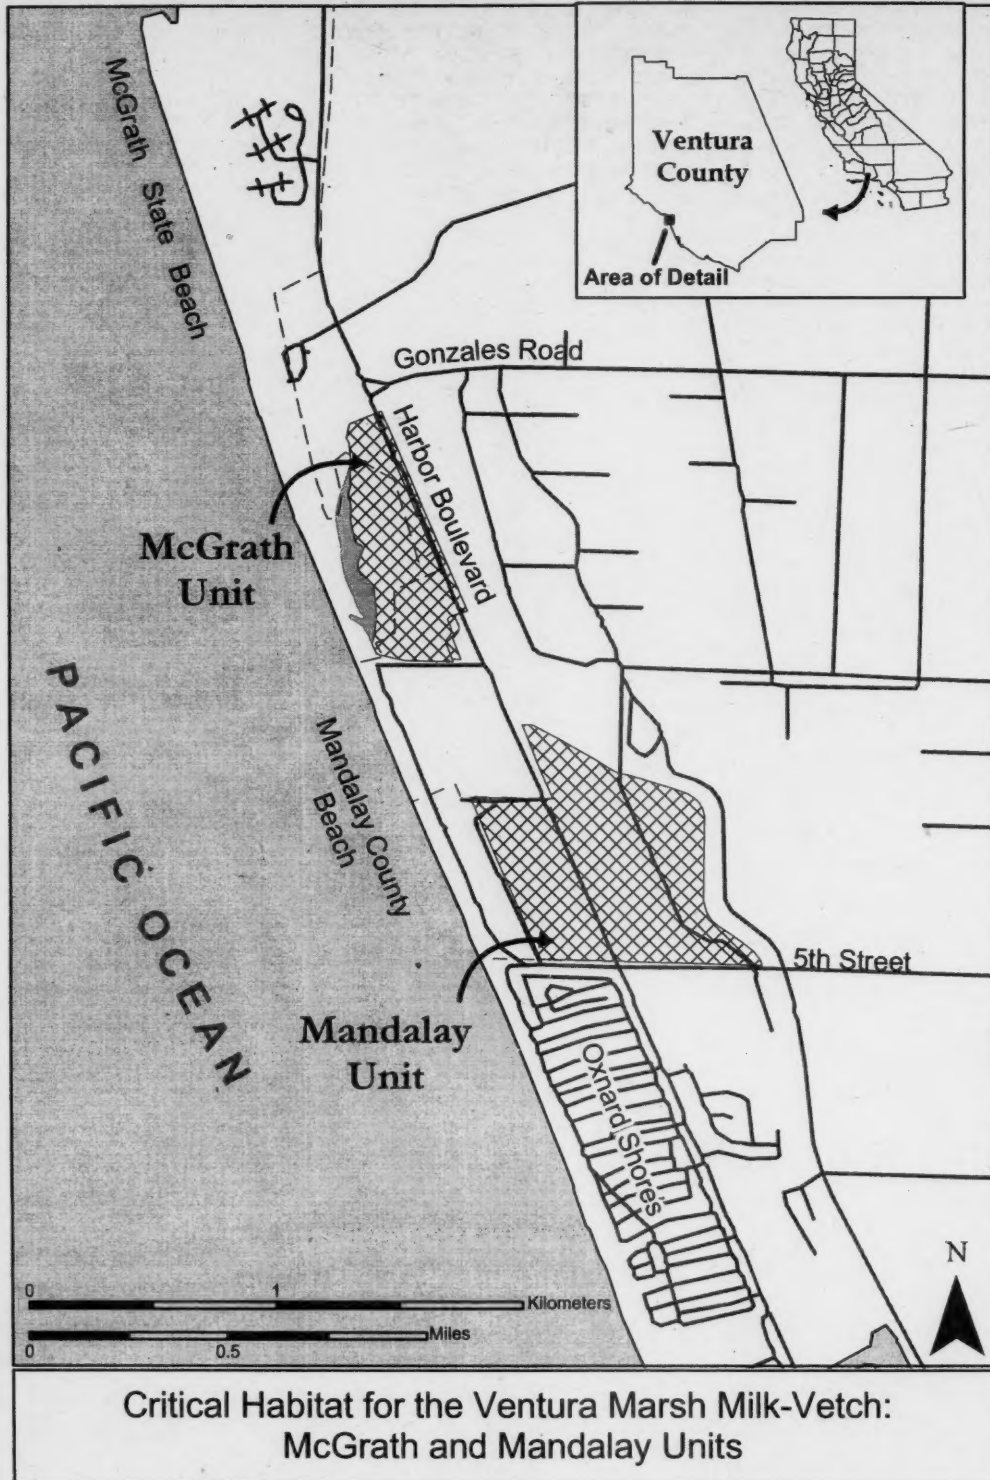 McGrath State Beach
Ventura
County
Area of Detail
Gonzales Road
Harbor Boulevard
McGrath
Unit
PACIFIC OCEAN
Mandalay County
Beach
5th Street
Mandalay
Unit
Oxnard Shores
N
0 1 Kilometers
Miles
0 0.5
Critical Habitat for the Ventura Marsh Milk-Vetch:
McGrath and Mandalay Units